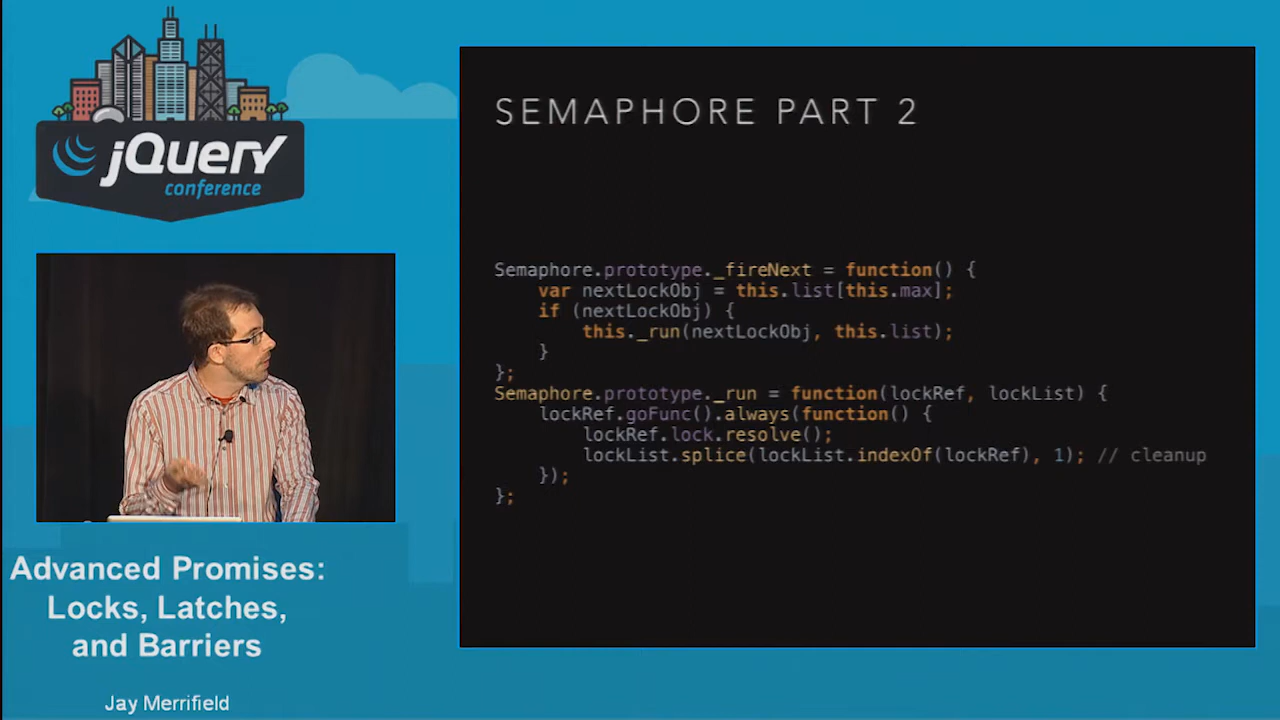 jQuery
conference
Advanced Promises:
Locks, Latches,
and Barriers
Jay Merrifield
SEMAPHORE PART 2
Semaphore.prototype._fireNext = function() {
    var nextLockObj = this.list[this.max];
    if (nextLockObj) {
        this._run(nextLockObj, this.list);
    }
};
Semaphore.prototype._run = function(lockRef, lockList) {
    lockRef.goFunc().always(function() {
        lockRef.lock.resolve();
        lockList.splice(lockList.indexOf(lockRef), 1); // cleanup
    });
};